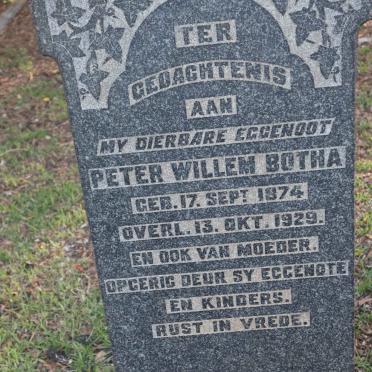 TER
GEDACHTENIS
AAN
MY DIERBARE EGGENOOT
PETER WILLEM BOTHA
GEB. 17. SEPT 1874
OVERL. 13. OKT. 1929.
EN OOK VAN MOEDER.
OPGERIG DEUR SY EGGENOTE
EN KINDERS.
RUST IN VREDE.